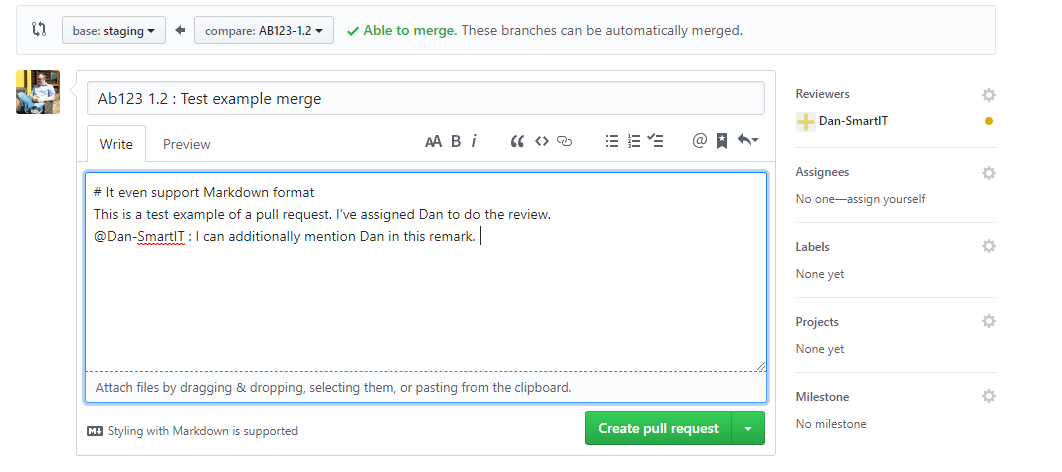 base: staging compare: AB123-1.2 Able to merge. These branches can be automatically merged.
Ab123 1.2 : Test example merge
Write Preview AA B i
# It even support Markdown format
This is a test example of a pull request. I've assigned Dan to do the review.
@Dan-SmartIT : I can additionally mention Dan in this remark.
Attach files by dragging & dropping, selecting them, or pasting from the clipboard.
Styling with Markdown is supported
Create pull request
Reviewers
Dan-SmartIT
Assignees
No one—assign yourself
Labels
None yet
Projects
None yet
Milestone
No milestone